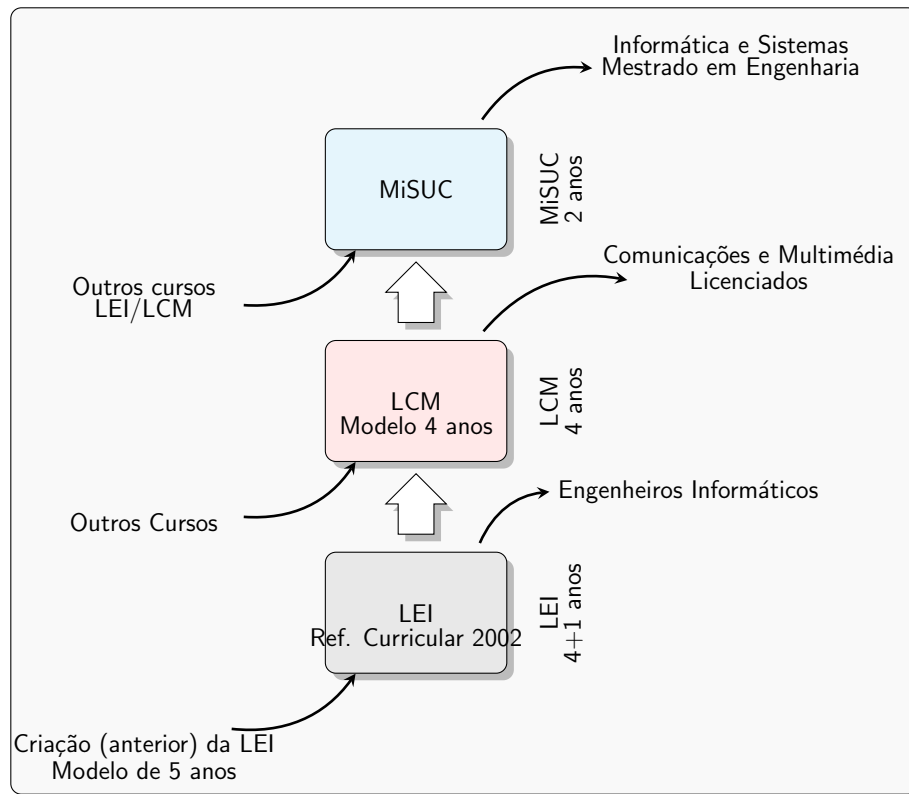 Informática e Sistemas
Mestrado em Engenharia
MiSUC
MiSUC
2 anos
Outros cursos
LEI/LCM
Comunicações e Multimédia
Licenciados
LCM
Modelo 4 anos
LCM
4 anos
Outros Cursos
Engenheiros Informáticos
LEI
Ref. Curricular 2002
LEI
4+1 anos
Criação (anterior) da LEI
Modelo de 5 anos